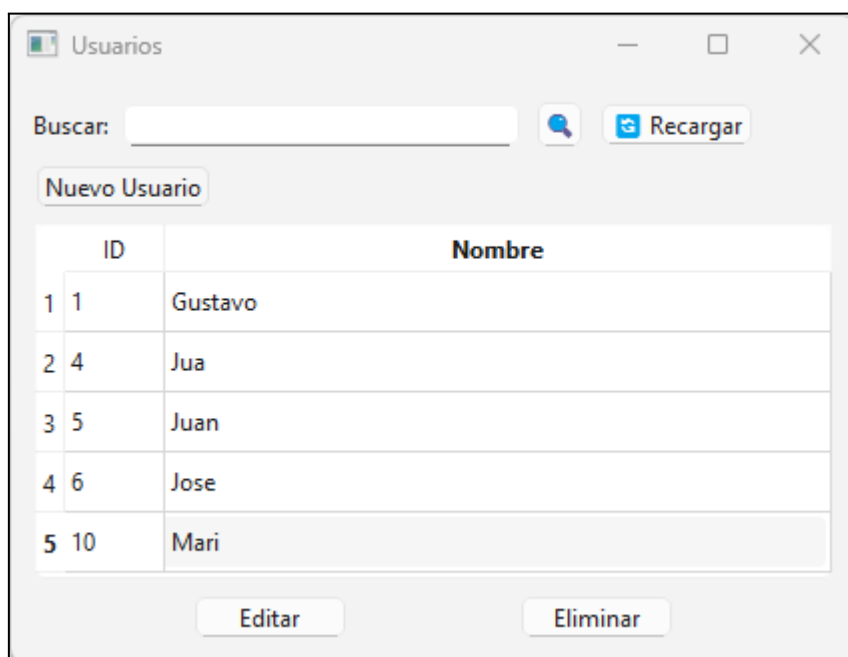 Usuarios
Buscar: Recargar
Nuevo Usuario
ID Nombre
1 1 Gustavo
2 4 Jua
3 5 Juan
4 6 Jose
5 10 Mari
Editar Eliminar